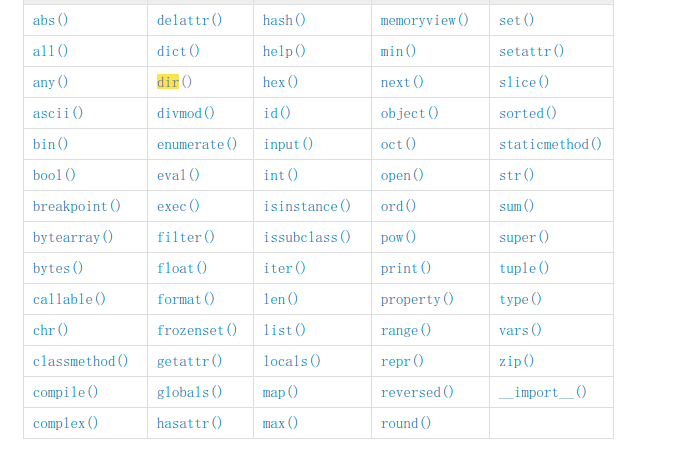 abs() delattr() hash() memoryview() set()
all() dict() help() min() setattr()
any() dir() hex() next() slice()
ascii() divmod() id() object() sorted()
bin() enumerate() input() oct() staticmethod()
bool() eval() int() open() str()
breakpoint() exec() isinstance() ord() sum()
bytearray() filter() issubclass() pow() super()
bytes() float() iter() print() tuple()
callable() format() len() property() type()
chr() frozenset() list() range() vars()
classmethod() getattr() locals() repr() zip()
compile() globals() map() reversed() __import__()
complex() hasattr() max() round()